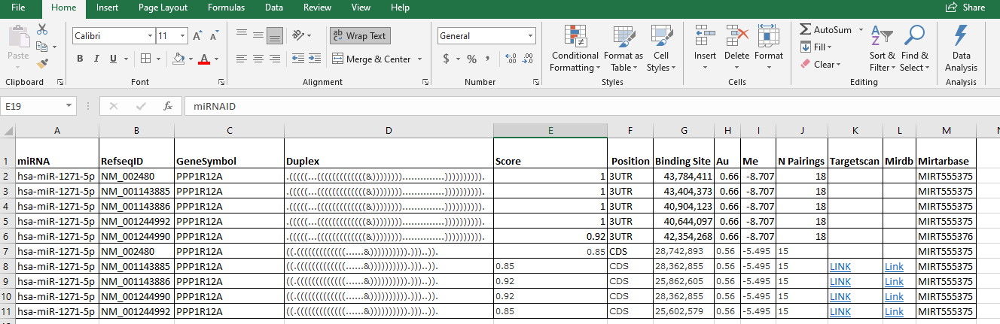 File Home Insert Page Layout Formulas Data Review View Help Share
Calibri 11 A A ab Wrap Text General AutoSum
Paste Fill
B I U A Merge & Center $ % , Conditional Formatting Format as Table Cell Styles Insert Delete Format Clear Sort & Filter Find & Select Data Analysis
Clipboard Font Alignment Number Styles Cells Editing Analysis
E19 fx miRNAID
A B C D E F G H I J K L M
1 miRNA RefseqID GeneSymbol Duplex Score Position Binding Site Au Me N Pairings Targetscan Mirdb Mirtarbase
2 hsa-miR-1271-5p NM_002480 PPP1R12A 1 3UTR 43,784,411 0.66 -8.707 18 MIRT555375
3 hsa-miR-1271-5p NM_001143885 PPP1R12A 1 3UTR 43,404,373 0.66 -8.707 18 MIRT555375
4 hsa-miR-1271-5p NM_001143886 PPP1R12A 1 3UTR 40,904,123 0.66 -8.707 18 MIRT555375
5 hsa-miR-1271-5p NM_001244992 PPP1R12A 1 3UTR 40,644,097 0.66 -8.707 18 MIRT555375
6 hsa-miR-1271-5p NM_001244990 PPP1R12A 0.92 3UTR 42,354,268 0.66 -8.707 18 MIRT555376
7 hsa-miR-1271-5p NM_002480 PPP1R12A 0.85 CDS 28,742,893 0.56 -5.495 15 MIRT555375
8 hsa-miR-1271-5p NM_001143885 PPP1R12A 0.85 CDS 28,362,855 0.56 -5.495 15 LINK Link MIRT555375
9 hsa-miR-1271-5p NM_001143886 PPP1R12A 0.92 CDS 25,862,605 0.56 -5.495 15 LINK Link MIRT555375
10 hsa-miR-1271-5p NM_001244990 PPP1R12A 0.92 CDS 28,362,855 0.56 -5.495 15 LINK Link MIRT555375
11 hsa-miR-1271-5p NM_001244992 PPP1R12A 0.85 CDS 25,602,579 0.56 -5.495 15 LINK Link MIRT555375